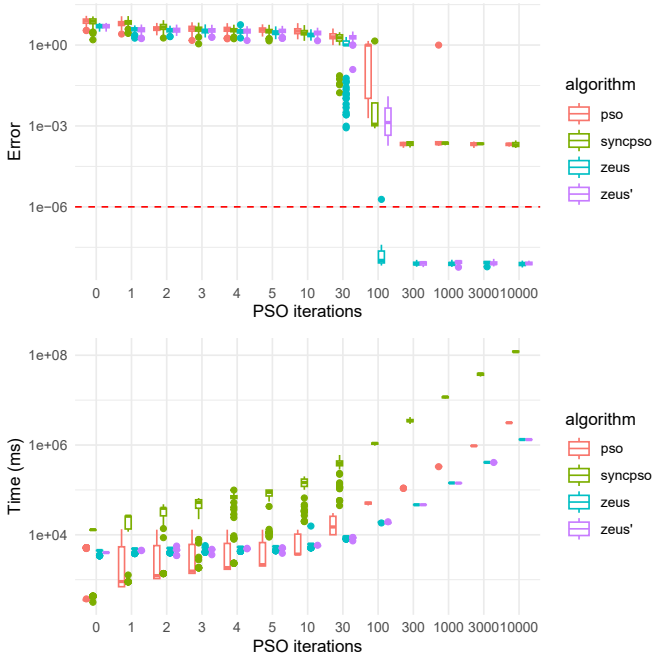 Error
1e+00
1e-03
1e-06
0 1 2 3 4 5 10 30 100 300 1000 3000 10000
PSO iterations
algorithm
pso
syncpso
zeus
zeus'
Time (ms)
1e+08
1e+06
1e+04
0 1 2 3 4 5 10 30 100 300 1000 3000 10000
PSO iterations
algorithm
pso
syncpso
zeus
zeus'